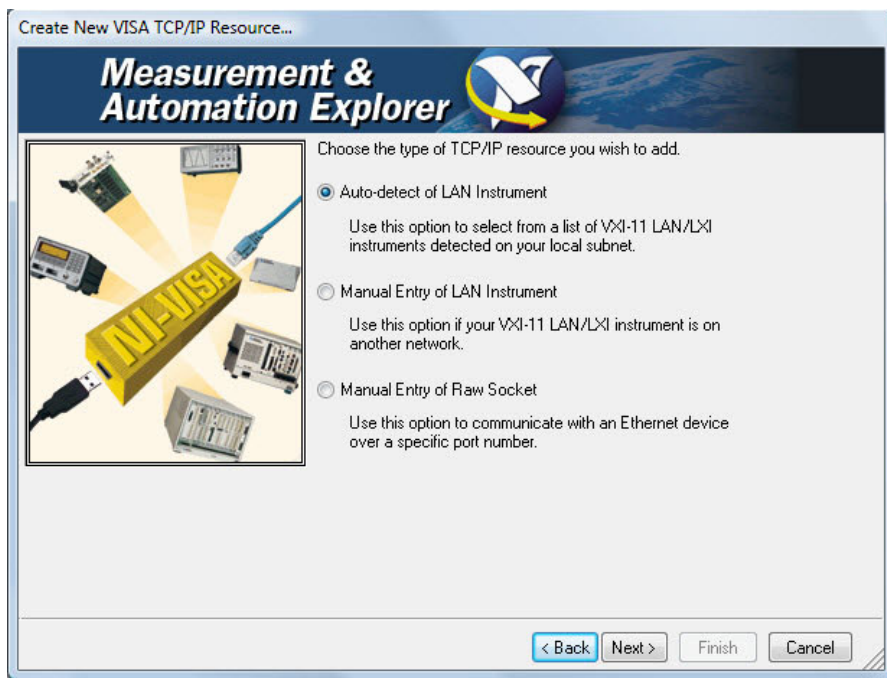 Create New VISA TCP/IP Resource...
Measurement &
Automation Explorer
NI-VISA
Choose the type of TCP/IP resource you wish to add.
Auto-detect of LAN Instrument
Use this option to select from a list of VXI-11 LAN/LXI
instruments detected on your local subnet.
Manual Entry of LAN Instrument
Use this option if your VXI-11 LAN/LXI instrument is on
another network.
Manual Entry of Raw Socket
Use this option to communicate with an Ethernet device
over a specific port number.
< Back
Next >
Finish
Cancel